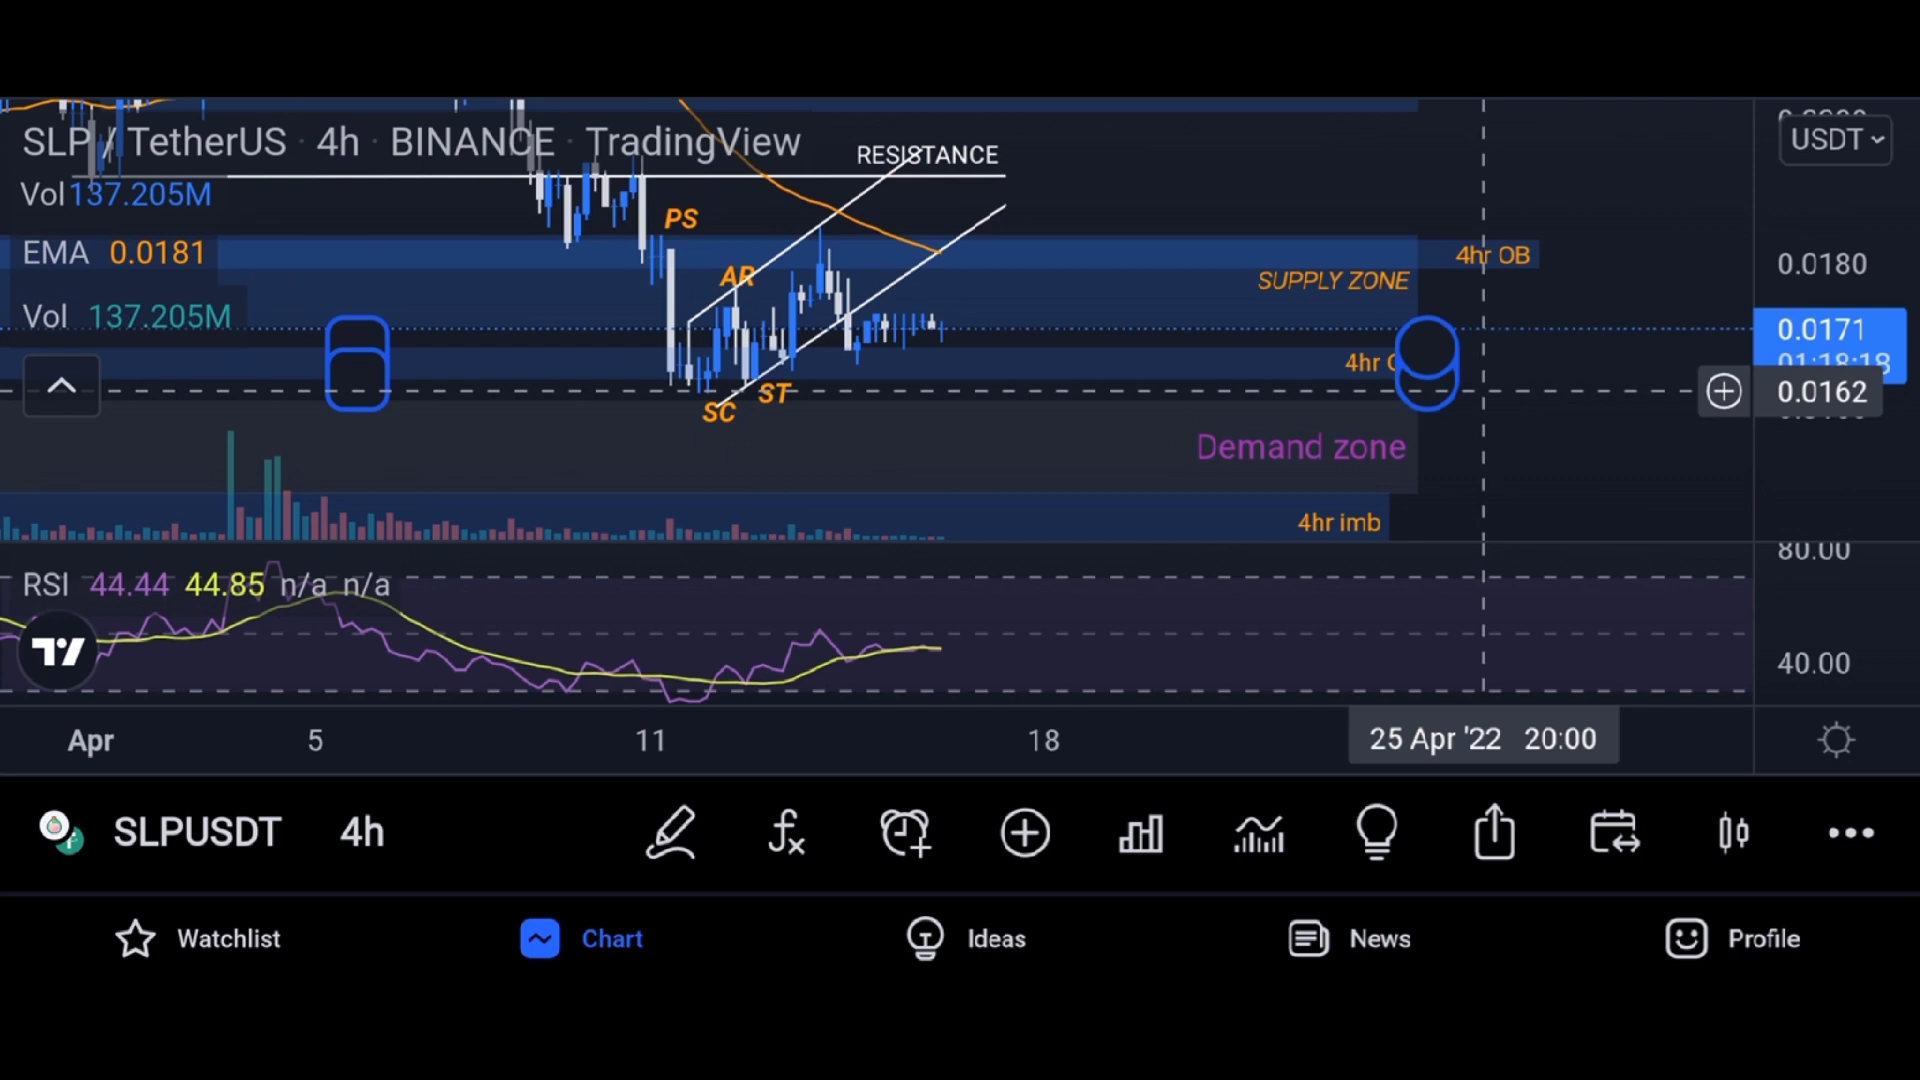 SLP / TetherUS · 4h · BINANCE · TradingView
RESISTANCE
USDT
Vol 137.205M
PS
EMA 0.0181
4hr OB
0.0180
AR
SUPPLY ZONE
Vol 137.205M
0.0171
01:18:18
4hr
0.0162
ST
SC
Demand zone
4hr imb
80.00
RSI 44.44 44.85 n/a n/a
40.00
Apr 5 11 18 25 Apr '22 20:00
SLPUSDT 4h
Watchlist Chart Ideas News Profile